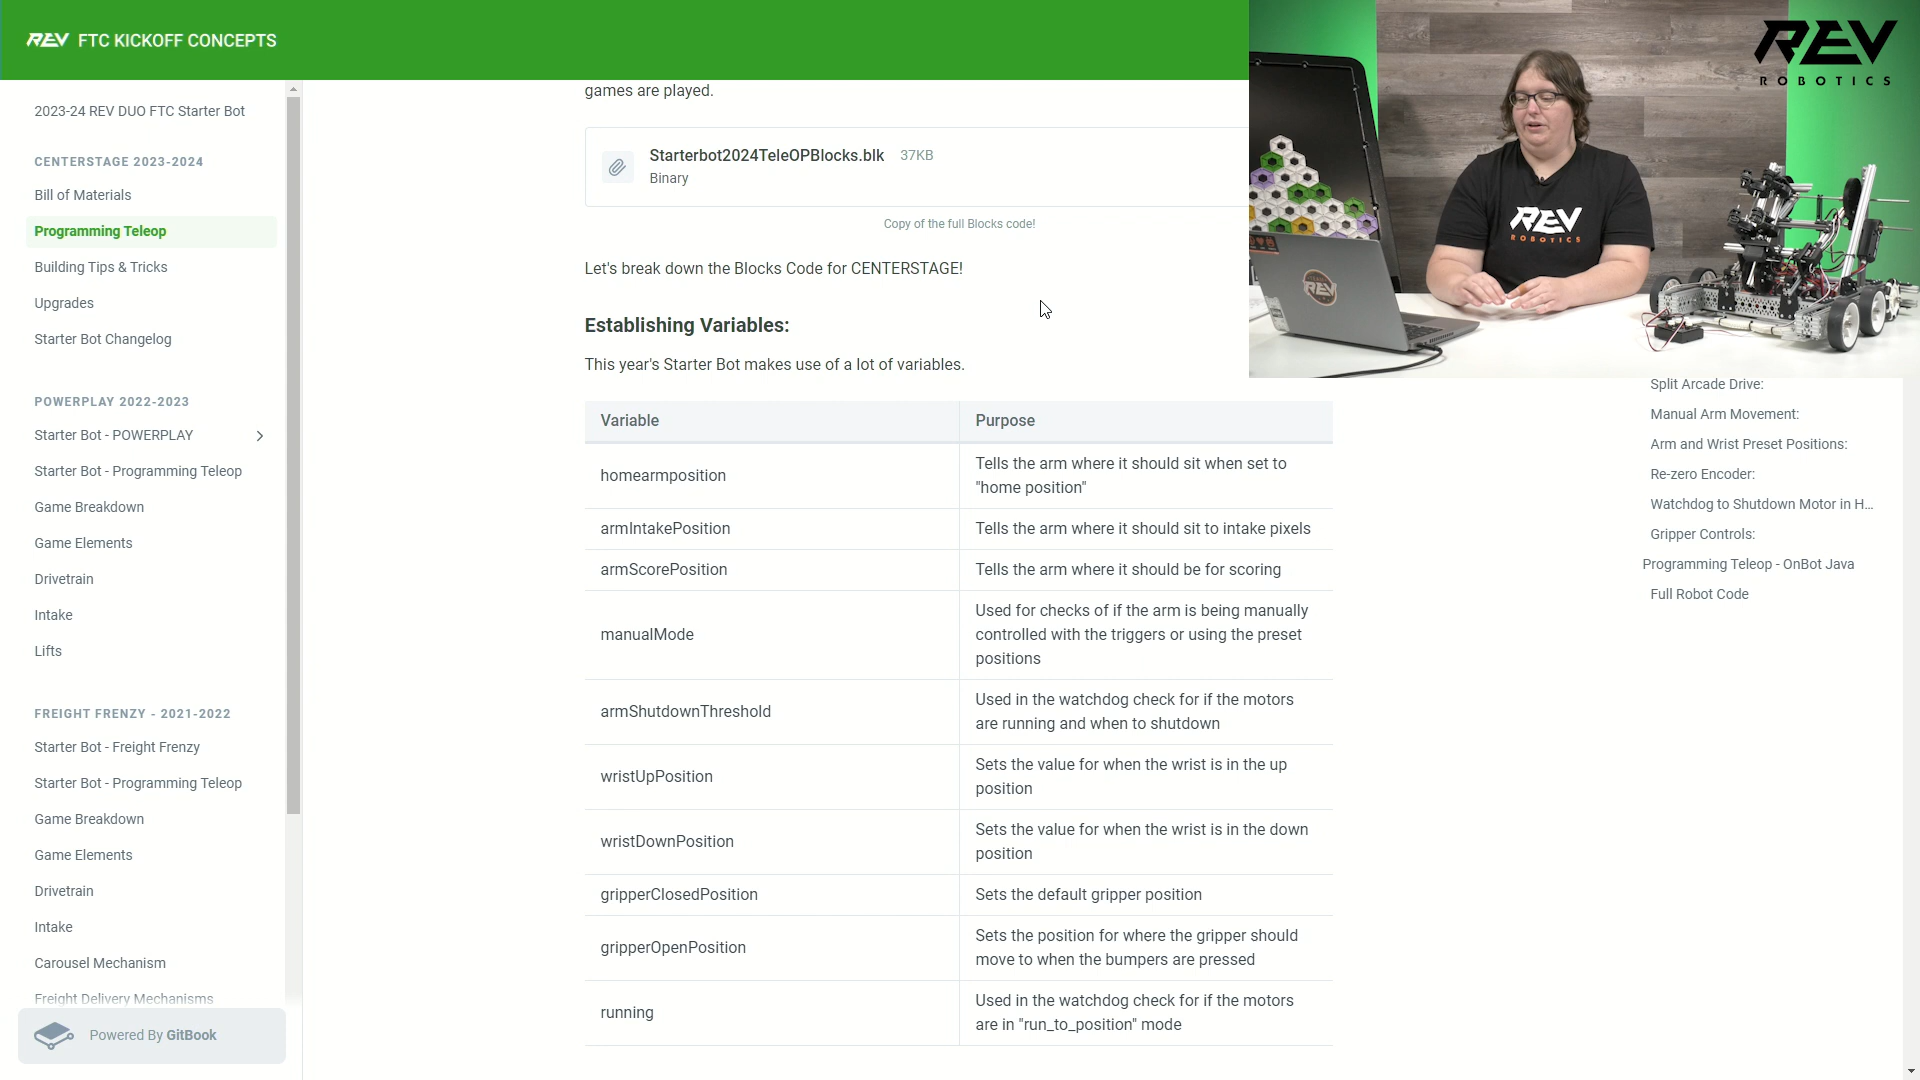 REV FTC KICKOFF CONCEPTS
2023-24 REV DUO FTC Starter Bot
CENTERSTAGE 2023-2024
Bill of Materials
Programming Teleop
Building Tips & Tricks
Upgrades
Starter Bot Changelog
POWERPLAY 2022-2023
Starter Bot - POWERPLAY
Starter Bot - Programming Teleop
Game Breakdown
Game Elements
Drivetrain
Intake
Lifts
FREIGHT FRENZY - 2021-2022
Starter Bot - Freight Frenzy
Starter Bot - Programming Teleop
Game Breakdown
Game Elements
Drivetrain
Intake
Carousel Mechanism
Freight Delivery Mechanisms
Powered By GitBook
games are played.
Starterbot2024TeleOPBlocks.blk 37KB
Binary
Copy of the full Blocks code!
Let's break down the Blocks Code for CENTERSTAGE!
Establishing Variables:
This year's Starter Bot makes use of a lot of variables.
Variable Purpose
homearmposition
Tells the arm where it should sit when set to
"home position"
armIntakePosition
Tells the arm where it should sit to intake pixels
armScorePosition
Tells the arm where it should be for scoring
manualMode
Used for checks of if the arm is being manually
controlled with the triggers or using the preset
positions
armShutdownThreshold
Used in the watchdog check for if the motors
are running and when to shutdown
wristUpPosition
Sets the value for when the wrist is in the up
position
wristDownPosition
Sets the value for when the wrist is in the down
position
gripperClosedPosition
Sets the default gripper position
gripperOpenPosition
Sets the position for where the gripper should
move to when the bumpers are pressed
running
Used in the watchdog check for if the motors
are in "run_to_position" mode
REV
ROBOTICS
REV
ROBOTICS
REV
Split Arcade Drive:
Manual Arm Movement:
Arm and Wrist Preset Positions:
Re-zero Encoder:
Watchdog to Shutdown Motor in H...
Gripper Controls:
Programming Teleop - OnBot Java
Full Robot Code